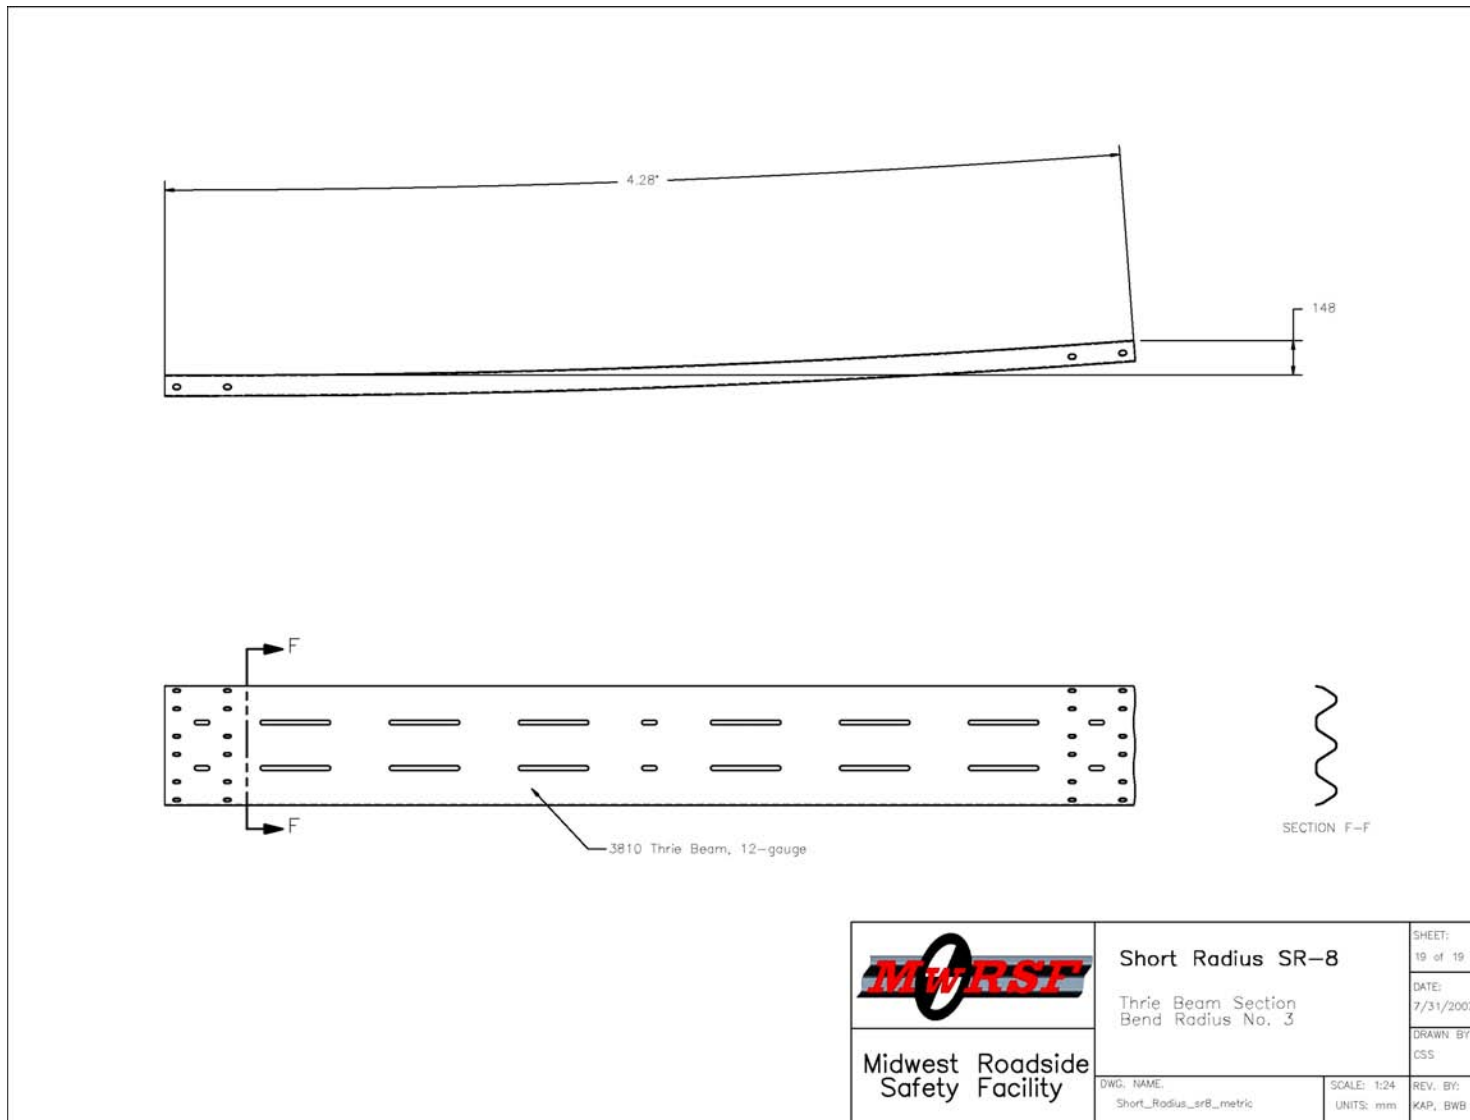 4.28°
148
F
F
3810 Thrie Beam, 12-gauge
SECTION F-F
MwRSF
Midwest Roadside
Safety Facility
Short Radius SR-8
Thrie Beam Section
Bend Radius No. 3
DWG. NAME.
Short_Radius_sr8_metric
SCALE: 1:24
UNITS: mm
SHEET:
19 of 19
DATE:
DRAWN BY
CSS
REV. BY:
KAP, BWB